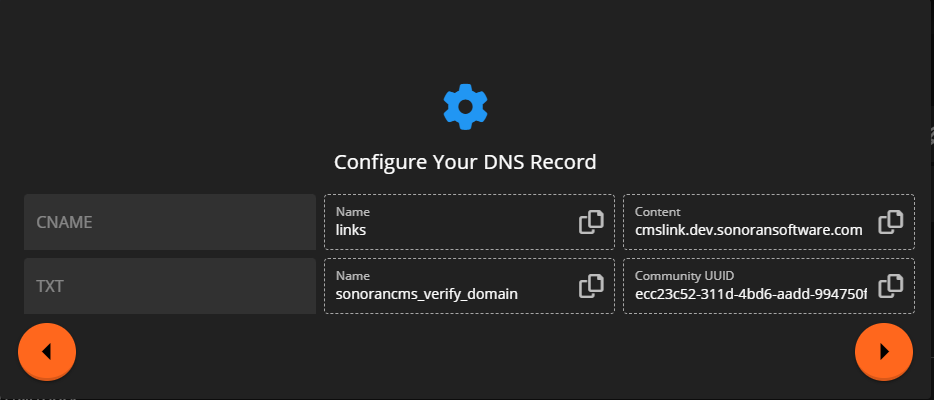 Configure Your DNS Record
CNAME
Name
links
Content
cmslink.dev.sonoransoftware.com
TXT
Name
sonorancms_verify_domain
Community UUID
ecc23c52-311d-4bd6-aadd-994750f